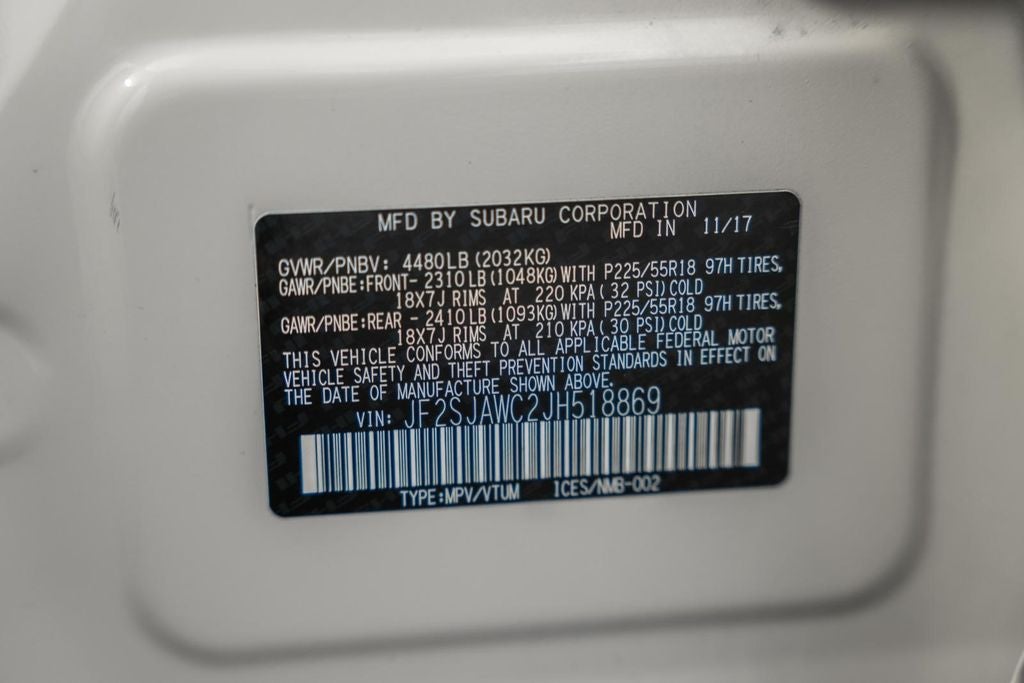 MFD BY SUBARU CORPORATION
MFD IN 11/17
GVWR/PNBV: 4480LB(2032KG)
GAWR/PNBE:FRONT- 2310LB(1048KG)WITH P225/55R18 97H TIRES,
18X7J RIMS AT 220 KPA( 32 PSI)COLD
GAWR/PNBE:REAR - 2410LB(1093KG)WITH P225/55R18 97H TIRES,
18X7J RIMS AT 210 KPA( 30 PSI)COLD
THIS VEHICLE CONFORMS TO ALL APPLICABLE FEDERAL MOTOR
VEHICLE SAFETY AND THEFT PREVENTION STANDARDS IN EFFECT ON
THE DATE OF MANUFACTURE SHOWN ABOVE.
VIN: JF2SJAWC2JH518869
TYPE:MPV/VTUM ICES/NMB-002